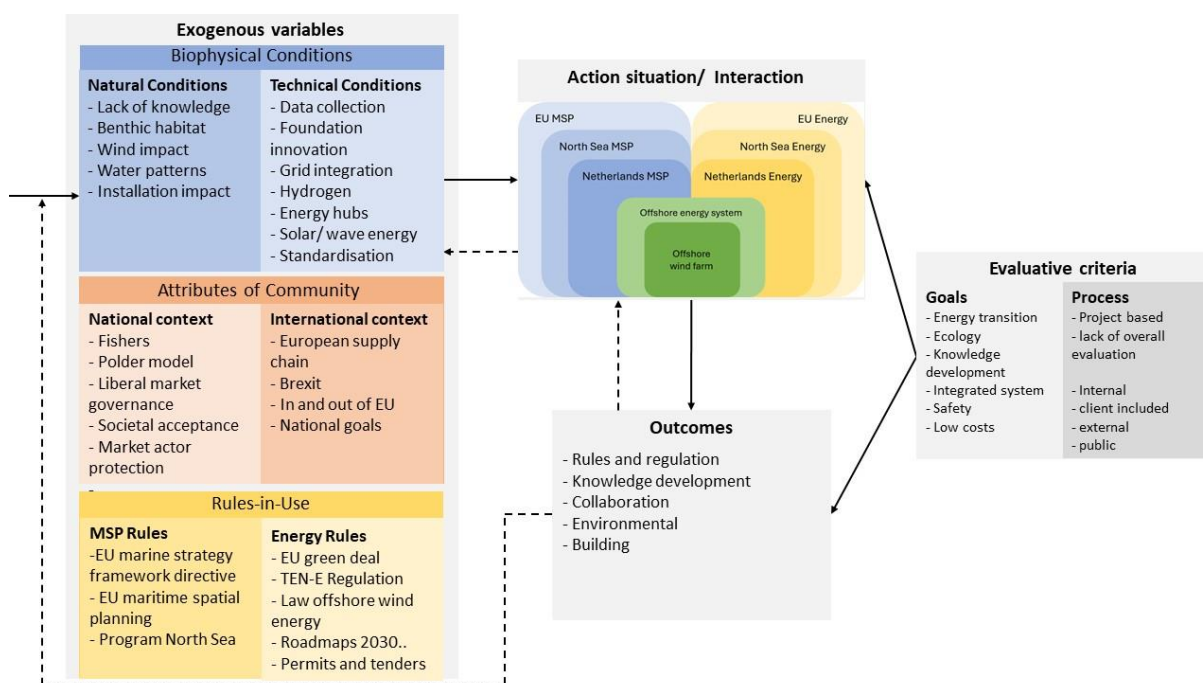 Exogenous variables
Biophysical Conditions
Natural Conditions
- Lack of knowledge
- Benthic habitat
- Wind impact
- Water patterns
- Installation impact
Technical Conditions
- Data collection
- Foundation
innovation
- Grid integration
- Hydrogen
- Energy hubs
- Solar/ wave energy
- Standardisation
Attributes of Community
National context
- Fishers
- Polder model
- Liberal market
governance
- Societal acceptance
- Market actor
protection
-
International context
- European supply
chain
- Brexit
- In and out of EU
- National goals
Rules-in-Use
MSP Rules
-EU marine strategy
framework directive
- EU maritime spatial
planning
- Program North Sea
Energy Rules
- EU green deal
- TEN-E Regulation
- Law offshore wind
energy
- Roadmaps 2030..
- Permits and tenders
Action situation/ Interaction
EU MSP
EU Energy
North Sea MSP
North Sea Energy
Netherlands MSP
Netherlands Energy
Offshore energy system
Offshore
wind farm
Outcomes
- Rules and regulation
- Knowledge development
- Collaboration
- Environmental
- Building
Evaluative criteria
Goals
- Energy transition
- Ecology
- Knowledge
development
- Integrated system
- Safety
- Low costs
Process
- Project based
- lack of overall
evaluation
- Internal
- client included
- external
- public